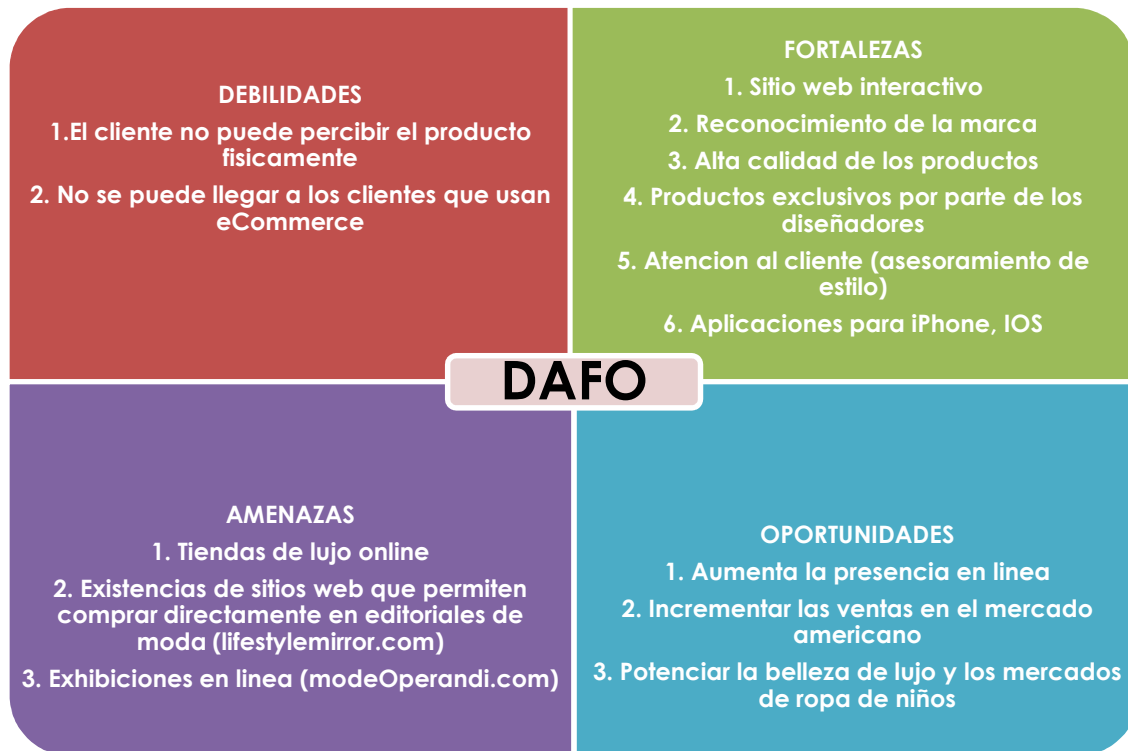 DEBILIDADES
1.El cliente no puede percibir el producto
fisicamente
2. No se puede llegar a los clientes que usan
eCommerce
FORTALEZAS
1. Sitio web interactivo
2. Reconocimiento de la marca
3. Alta calidad de los productos
4. Productos exclusivos por parte de los
diseñadores
5. Atencion al cliente (asesoramiento de
estilo)
6. Aplicaciones para iPhone, IOS
DAFO
AMENAZAS
1. Tiendas de lujo online
2. Existencias de sitios web que permiten
comprar directamente en editoriales de
moda (lifestylemirror.com)
3. Exhibiciones en linea (modeOperandi.com)
OPORTUNIDADES
1. Aumenta la presencia en linea
2. Incrementar las ventas en el mercado
americano
3. Potenciar la belleza de lujo y los mercados
de ropa de niños